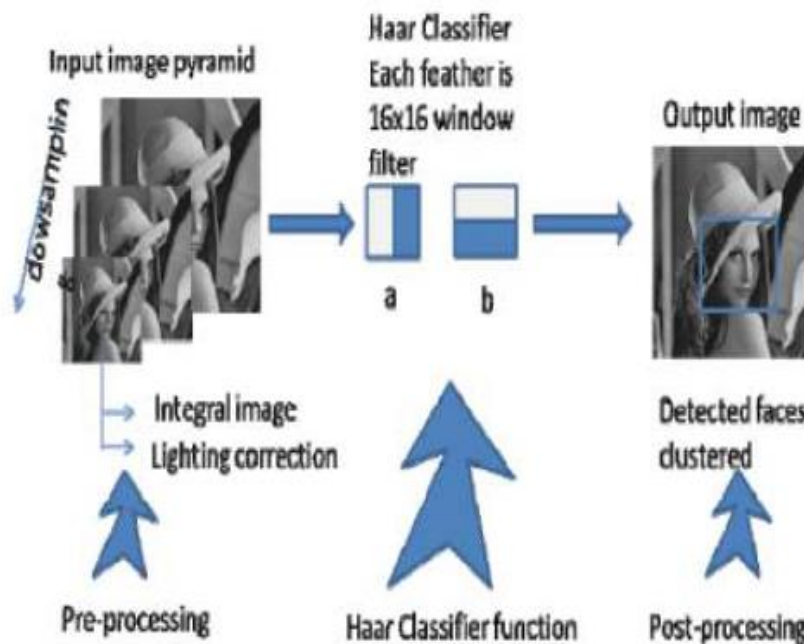 Input image pyramid
dowsamplin
Haar Classifier
Each feather is
16x16 window
filter
a
b
Output image
Integral image
Lighting correction
Detected faces
clustered
Pre-processing
Haar Classifier function
Post-processing